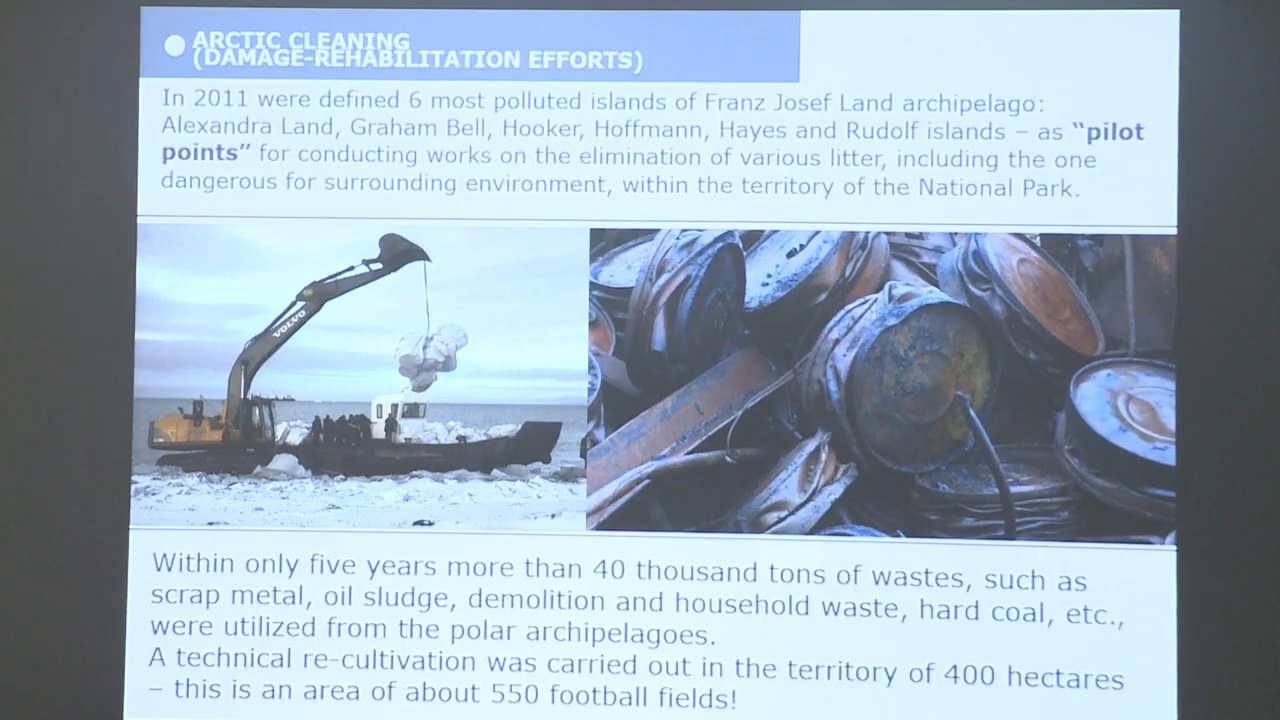 ARCTIC CLEANING
(DAMAGE-REHABILITATION EFFORTS)
In 2011 were defined 6 most polluted islands of Franz Josef Land archipelago:
Alexandra Land, Graham Bell, Hooker, Hoffmann, Hayes and Rudolf islands – as “pilot
points” for conducting works on the elimination of various litter, including the one
dangerous for surrounding environment, within the territory of the National Park.
VOLVO
Within only five years more than 40 thousand tons of wastes, such as
scrap metal, oil sludge, demolition and household waste, hard coal, etc.,
were utilized from the polar archipelagoes.
A technical re-cultivation was carried out in the territory of 400 hectares
– this is an area of about 550 football fields!